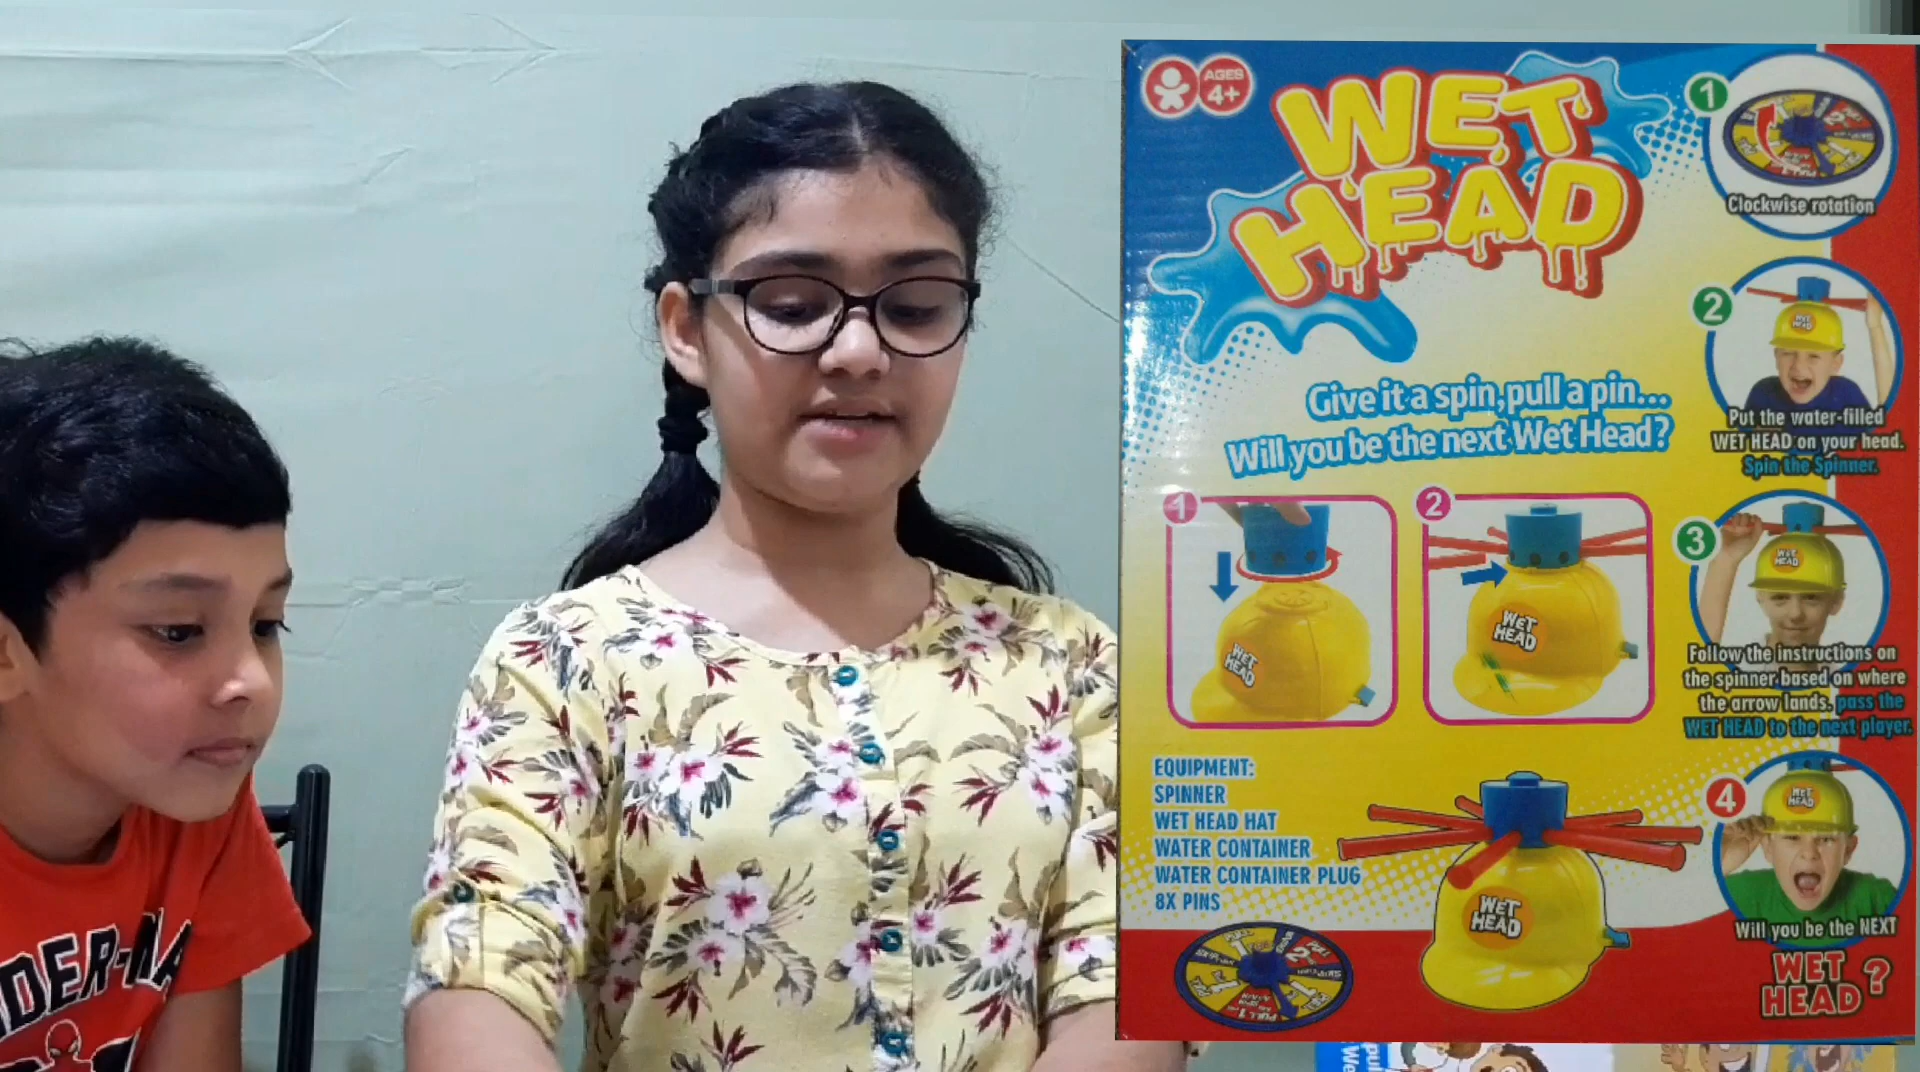 AGES
4+
WET
HEAD
Give it a spin, pull a pin...
Will you be the next Wet Head?
1
Clockwise rotation
2
Put the water-filled
WET HEAD on your head.
Spin the Spinner.
3
Follow the instructions on
the spinner based on where
the arrow lands. pass the
WET HEAD to the next player.
4
Will you be the NEXT
WET
HEAD ?
1
WET
HEAD
2
WET
HEAD
EQUIPMENT:
SPINNER
WET HEAD HAT
WATER CONTAINER
WATER CONTAINER PLUG
8X PINS
WET
HEAD
DER-MA